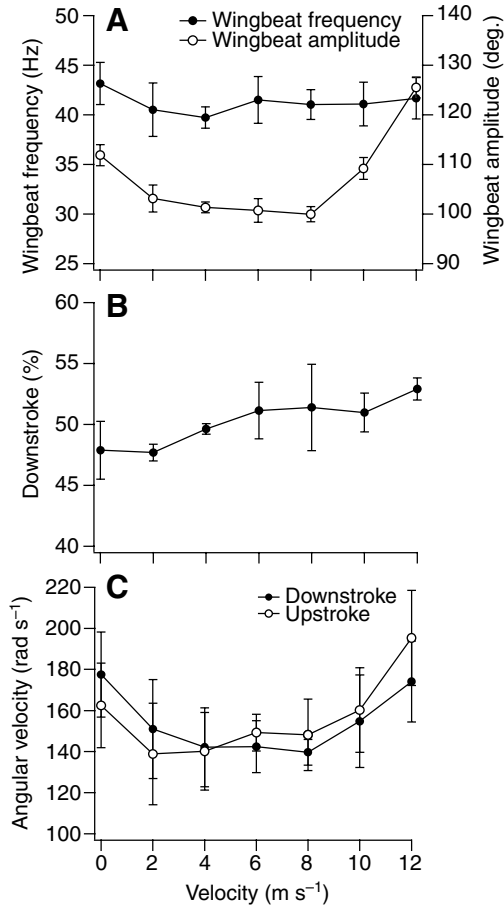 A
Wingbeat frequency
Wingbeat amplitude
Wingbeat frequency (Hz)
50
45
40
35
30
25
140
130
120
110
100
90
Wingbeat amplitude (deg.)
B
Downstroke (%)
60
55
50
45
40
C
Downstroke
Upstroke
Angular velocity (rad s⁻¹)
220
200
180
160
140
120
100
0 2 4 6 8 10 12
Velocity (m s⁻¹)